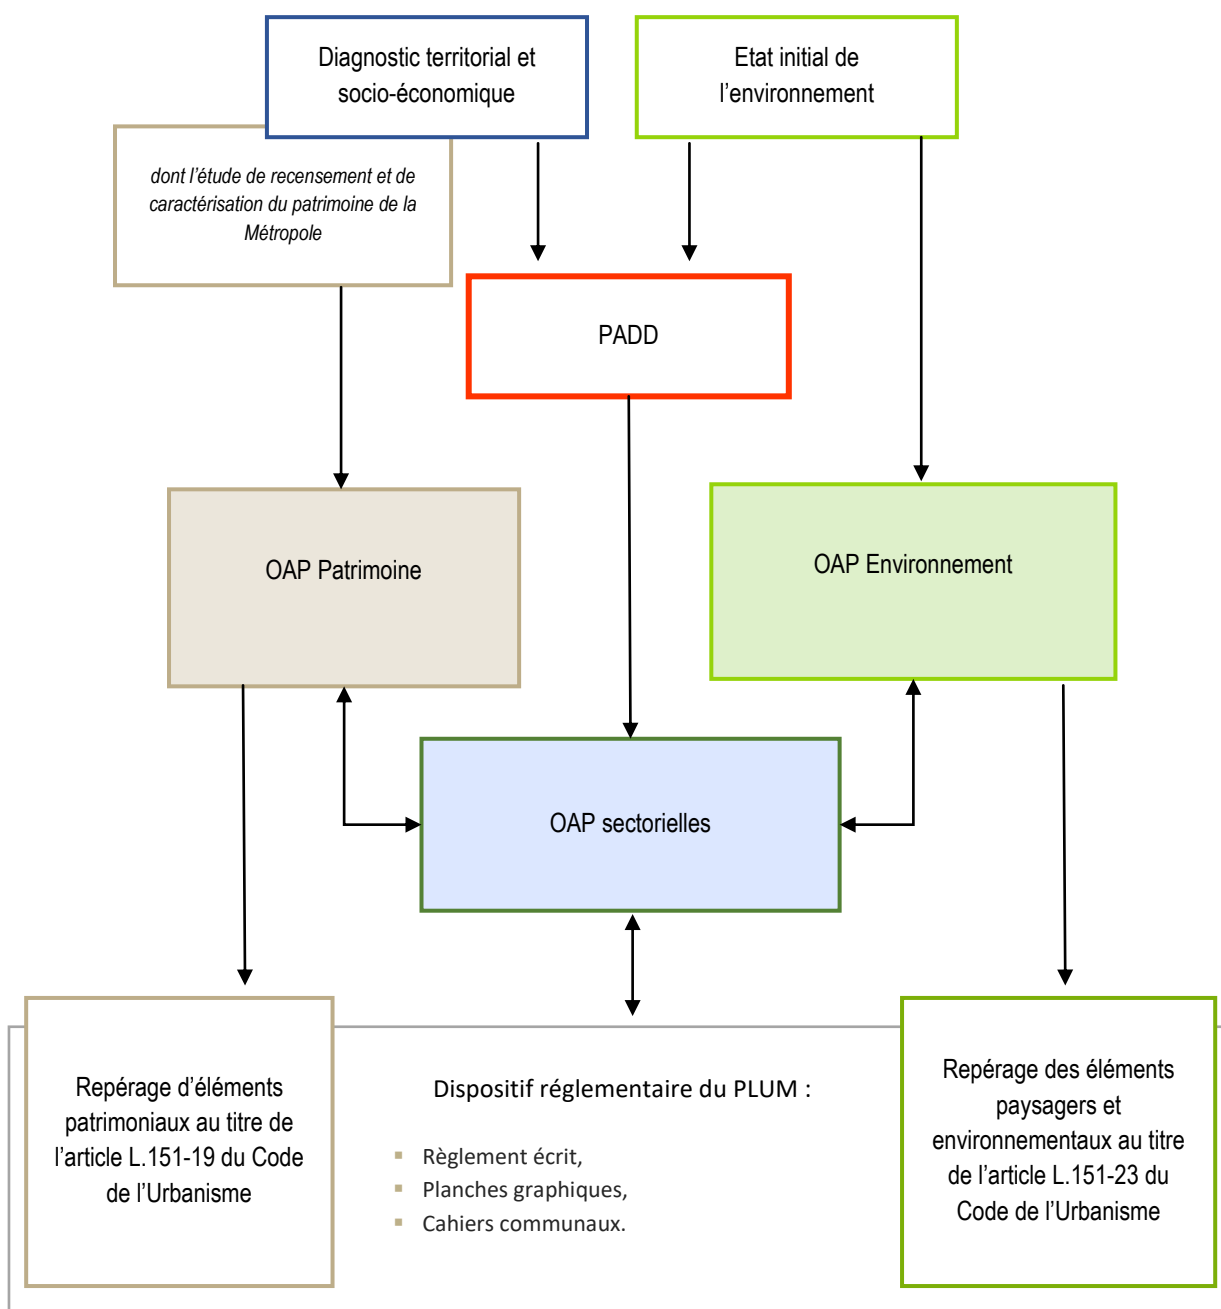 Diagnostic territorial et
socio-économique
Etat initial de
l’environnement
dont l’étude de recensement et de
caractérisation du patrimoine de la
Métropole
PADD
OAP Patrimoine
OAP Environnement
OAP sectorielles
Repérage d’éléments
patrimoniaux au titre de
l’article L.151-19 du Code
de l’Urbanisme
Dispositif réglementaire du PLUM :
▪ Règlement écrit,
▪ Planches graphiques,
▪ Cahiers communaux.
Repérage des éléments
paysagers et
environnementaux au titre
de l’article L.151-23 du
Code de l’Urbanisme